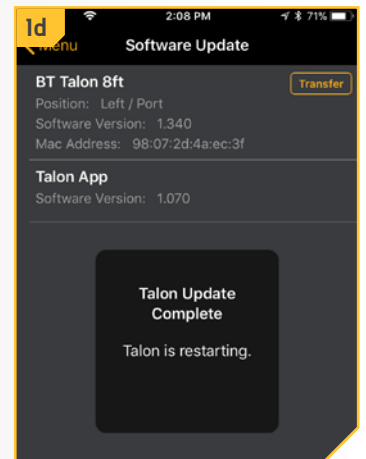 1d
2:08 PM
71%
Menu
Software Update
BT Talon 8ft
Transfer
Position: Left / Port
Software Version: 1.340
Mac Address: 98:07:2d:4a:ec:3f
Talon App
Software Version: 1.070
Talon Update
Complete
Talon is restarting.